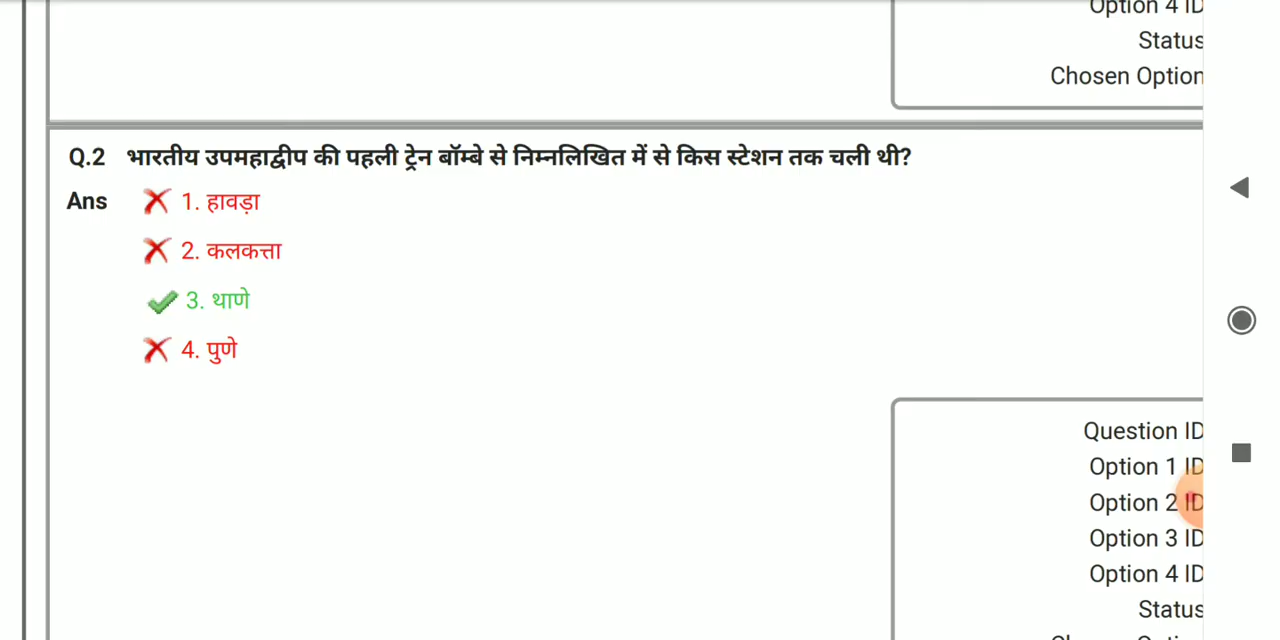 Option 4 ID
Status
Chosen Option
Q.2 भारतीय उपमहाद्वीप की पहली ट्रेन बॉम्बे से निम्नलिखित में से किस स्टेशन तक चली थी?
Ans 1. हावड़ा
2. कलकत्ता
3. थाणे
4. पुणे
Question ID
Option 1 ID
Option 2 ID
Option 3 ID
Option 4 ID
Status